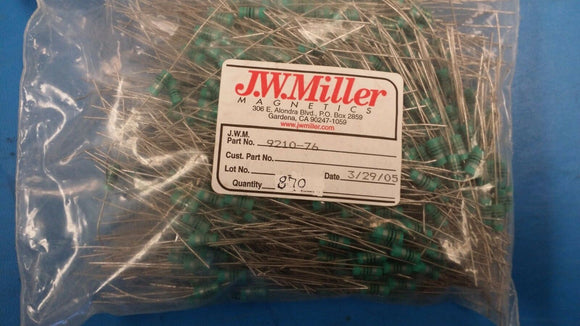 J.W.Miller
MAGNETICS
306 E. Alondra Blvd., P.O. Box 2859
Gardena, CA 90247-1059
www.jwmiller.com
J.W.M.
Part No. 9210-76
Cust. Part No.
Lot No. Date 3/29/05
Quantity 870